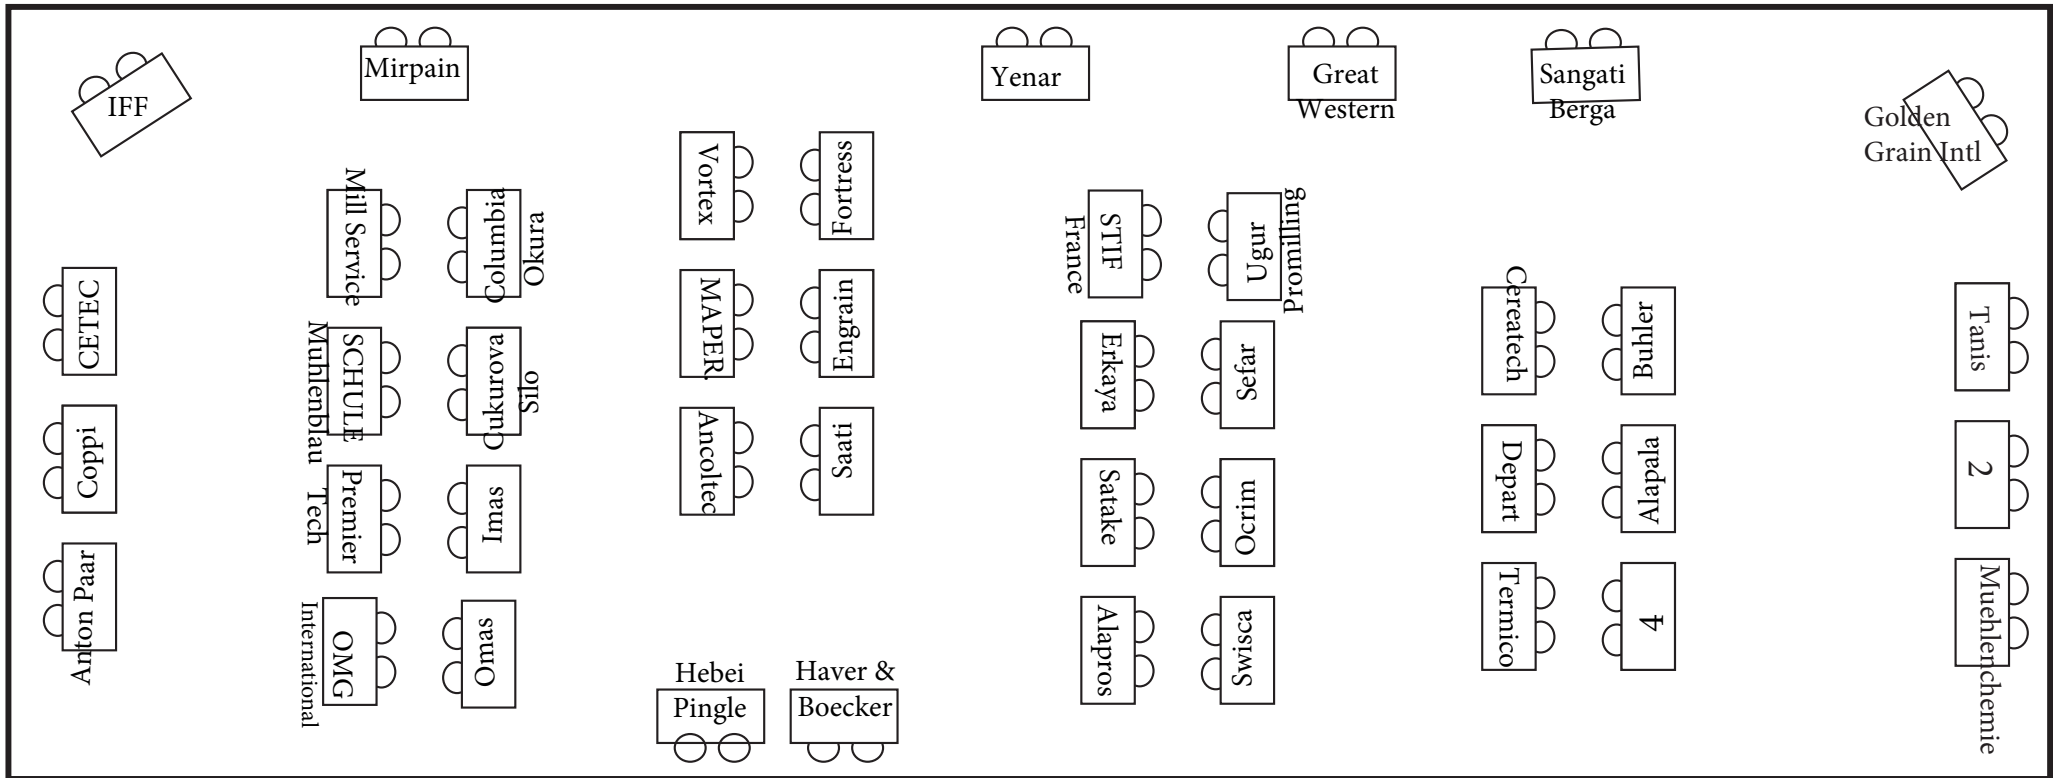 IFF
Mirpain
Yenar
Great
Western
Sangati
Berga
Golden
Grain Intl
CETEC
Coppi
Anton Paar
Mill Service
SCHULE
Muhlenblau
Premier
Tech
OMG
International
Columbia
Okura
Cukurova
Silo
Imas
Omas
Vortex
MAPER.
Ancoltec
Fortress
Engrain
Saati
Hebei
Pingle
Haver &
Boecker
STIF
France
Erkaya
Satake
Alapros
Ugur
Promilling
Sefar
Ocrim
Swisca
Cereatech
Depart
Termico
Buhler
Alapala
4
Tanis
2
Muehlenchemie